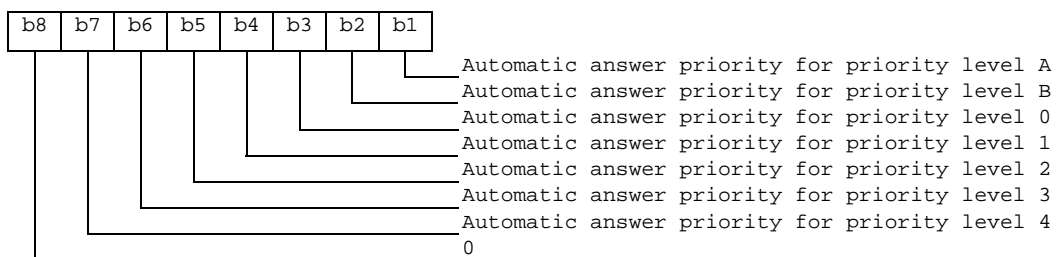 b8 b7 b6 b5 b4 b3 b2 b1
Automatic answer priority for priority level A
Automatic answer priority for priority level B
Automatic answer priority for priority level 0
Automatic answer priority for priority level 1
Automatic answer priority for priority level 2
Automatic answer priority for priority level 3
Automatic answer priority for priority level 4
0